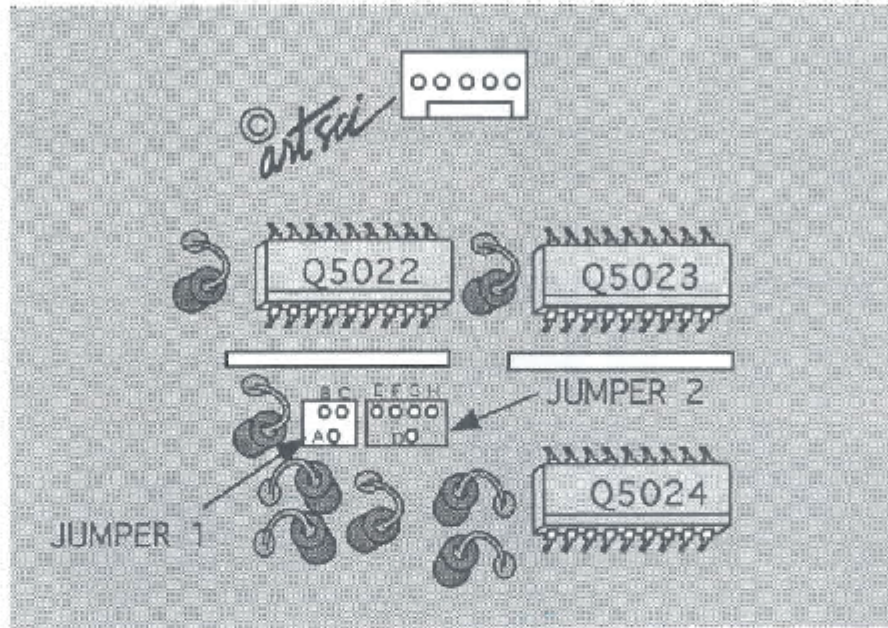 © artsci
Q5022
Q5023
B C
E F G H
JUMPER 2
A
D
Q5024
JUMPER 1